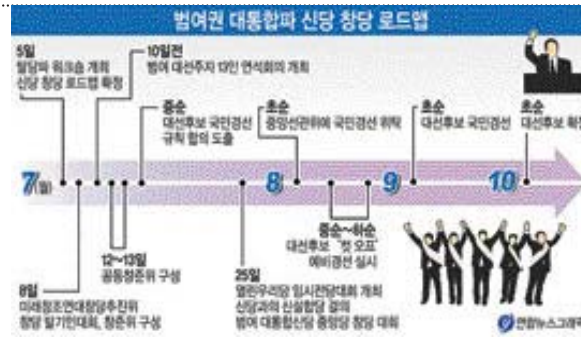 범여권 대통합파 신당 창당 로드맵
5일
탈당파 워크숍 개최
신당 창당 로드맵 확정
10일전
범여 대선주자 13인 연석회의 개최
중순
대선후보 국민경선
규칙 합의 도출
초순
중앙선관위에 국민경선 위탁
초순
대선후보 국민경선
초순
대선후보 확정
7(월)
8
9
10
12~13일
공동창준위 구성
중순~하순
대선후보 '컷 오프'
예비경선 실시
8일
미래창조연대창당추진위
창당 발기인대회, 창준위 구성
25일
열린우리당 임시전당대회 개최
신당과의 신설합당 결의
범여 대통합신당 중앙당 창당 대회
연합뉴스그래픽